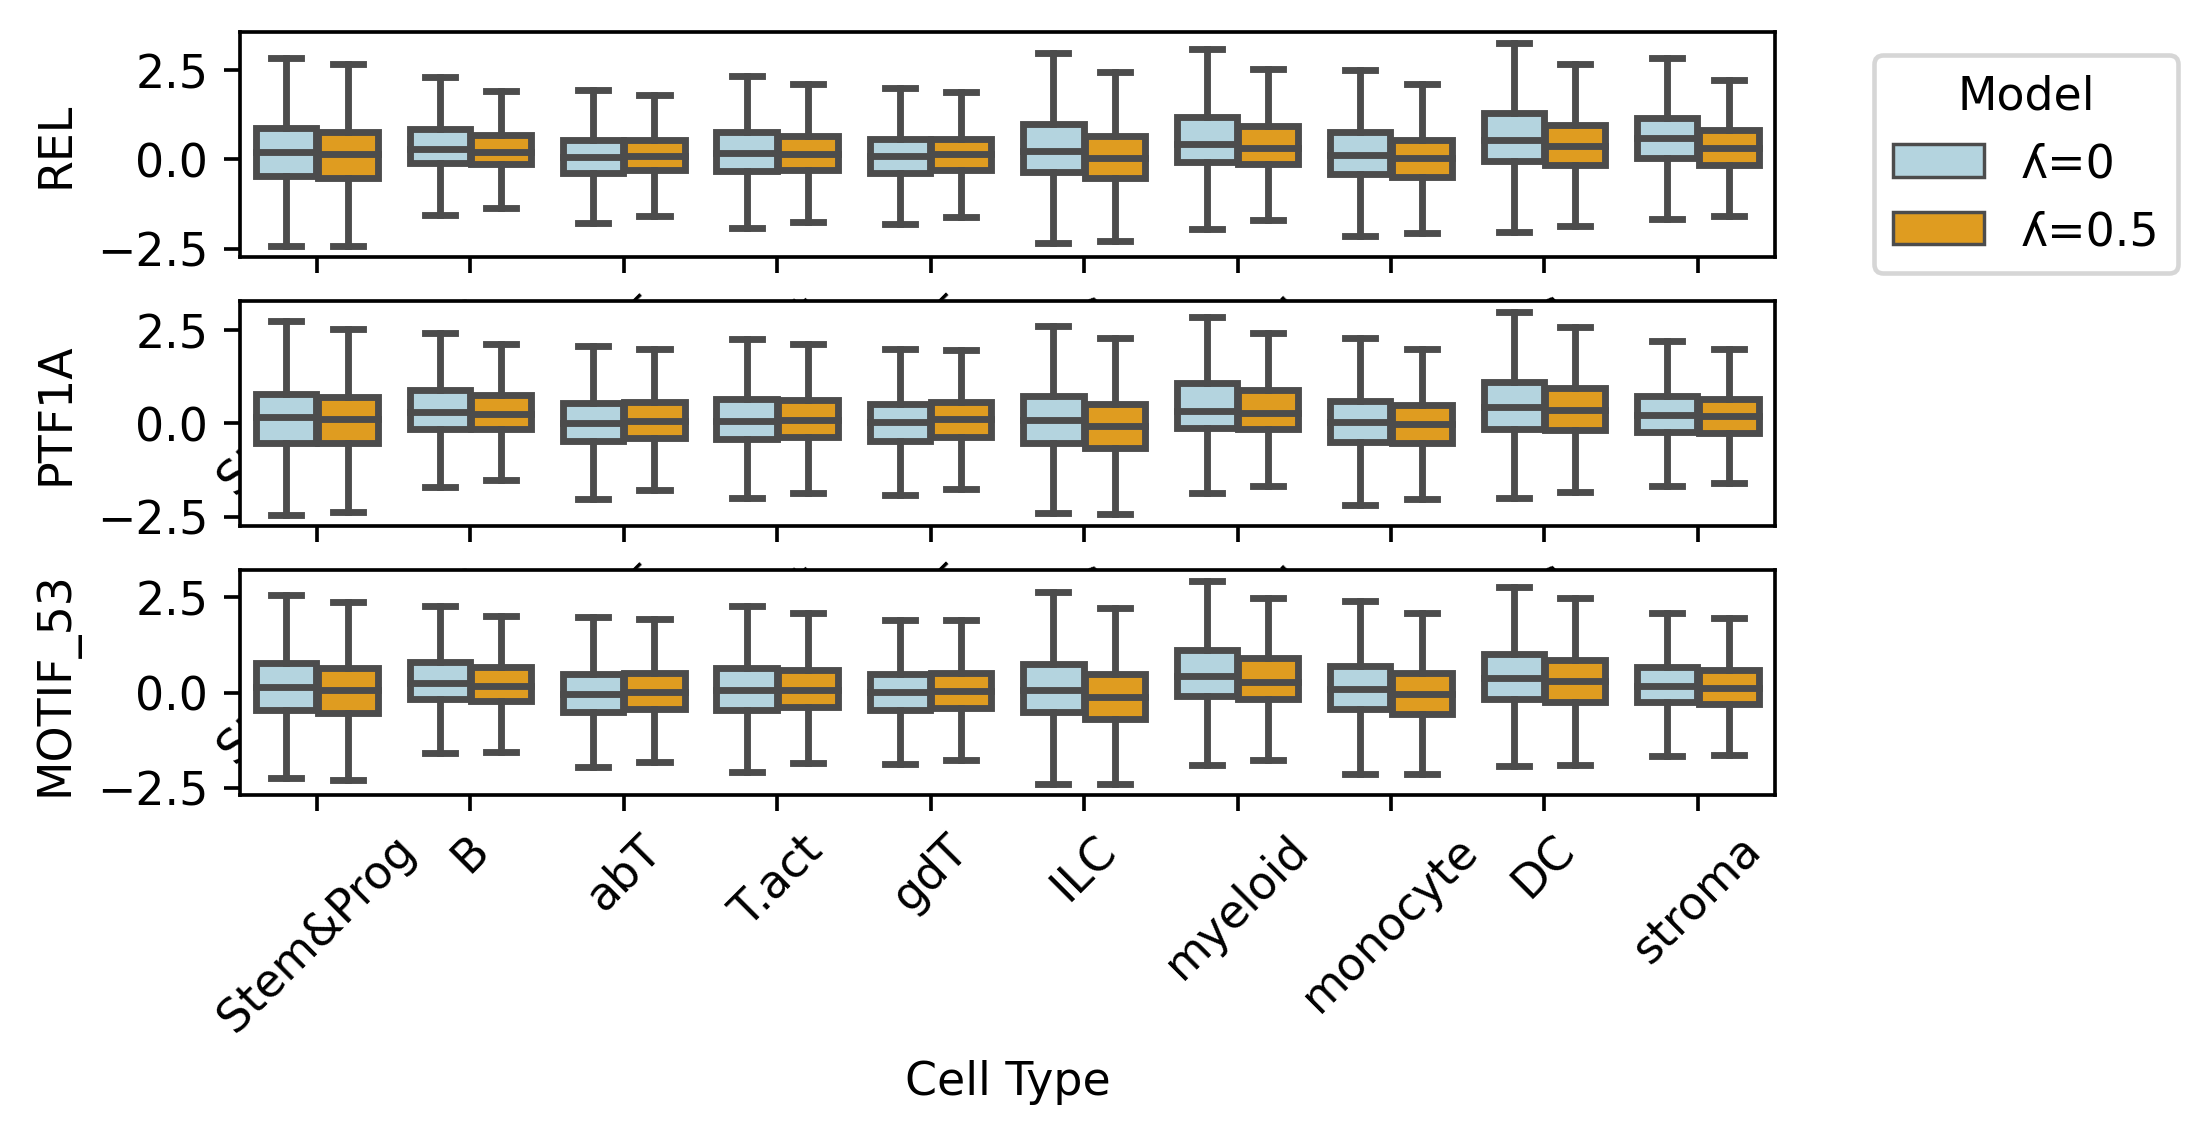 REL
2.5
0.0
−2.5
Model
ʎ=0
ʎ=0.5
PTF1A
2.5
0.0
−2.5
MOTIF_53
2.5
0.0
−2.5
Stem&Prog
B
abT
T.act
gdT
ILC
myeloid
monocyte
DC
stroma
Cell Type